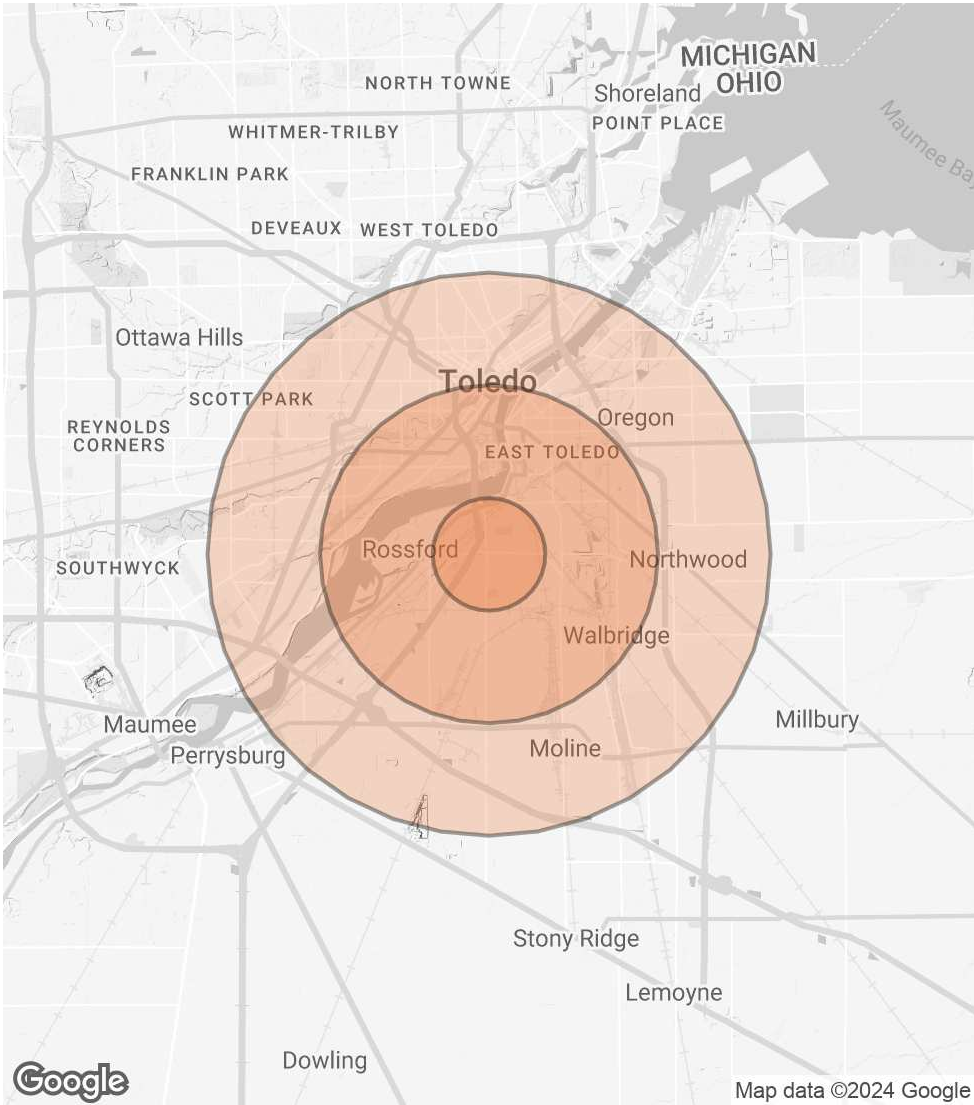 MICHIGAN
OHIO
NORTH TOWNE
Shoreland
POINT PLACE
WHITMER-TRILBY
Maumee Ba
FRANKLIN PARK
DEVEAUX
WEST TOLEDO
Ottawa Hills
Toledo
SCOTT PARK
Oregon
REYNOLDS
CORNERS
EAST TOLEDO
Rossford
Northwood
SOUTHWYCK
Walbridge
Maumee
Millbury
Perrysburg
Moline
Stony Ridge
Lemoyne
Dowling
Google
Map data ©2024 Google